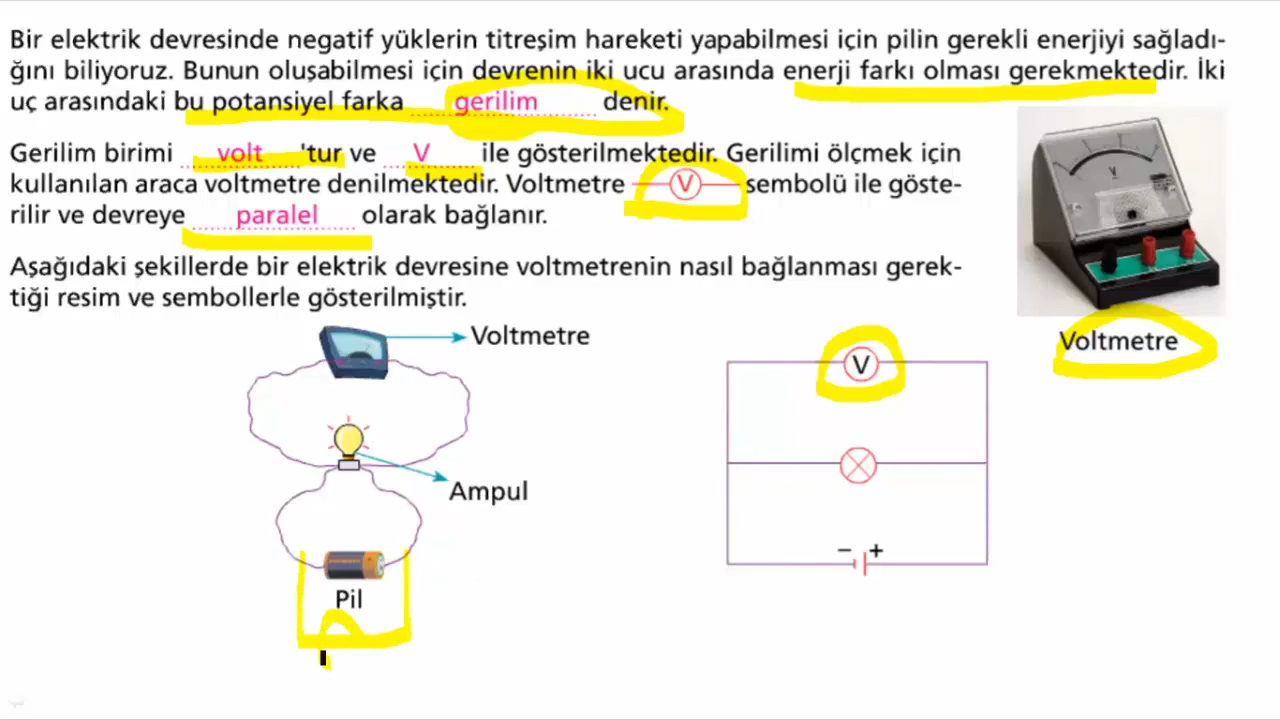 Bir elektrik devresinde negatif yüklerin titreşim hareketi yapabilmesi için pilin gerekli enerjiyi sağladı-
ğını biliyoruz. Bunun oluşabilmesi için devrenin iki ucu arasında enerji farkı olması gerekmektedir. İki
uç arasındaki bu potansiyel farka gerilim denir.
Gerilim birimi volt 'tur ve V ile gösterilmektedir. Gerilimi ölçmek için
kullanılan araca voltmetre denilmektedir. Voltmetre V sembolü ile göste-
rilir ve devreye paralel olarak bağlanır.
Aşağıdaki şekillerde bir elektrik devresine voltmetrenin nasıl bağlanması gerek-
tiği resim ve sembollerle gösterilmiştir.
V
Voltmetre
Voltmetre
Ampul
Pil
V
− +